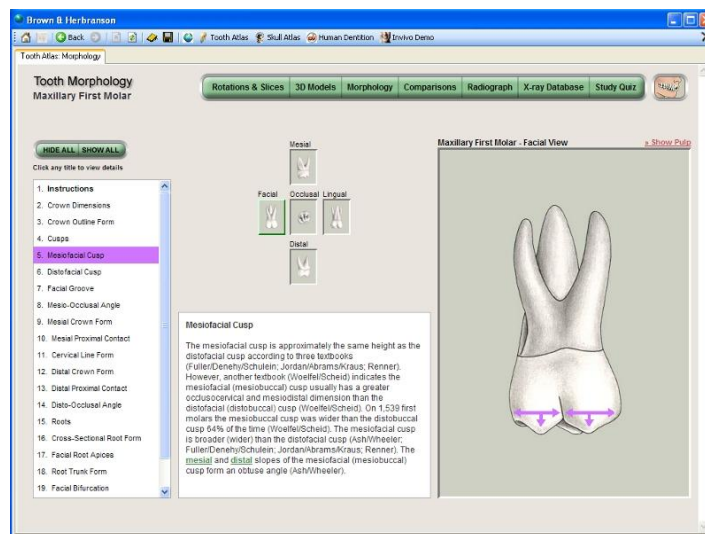 Brown & Herbranson
Back
Tooth Atlas
Skull Atlas
Human Dentition
Invivo Demo
Tooth Atlas: Morphology
Tooth Morphology
Maxillary First Molar
Rotations & Slices
3D Models
Morphology
Comparisons
Radiograph
X-ray Database
Study Quiz
HIDE ALL
SHOW ALL
Click any title to view details
1. Instructions
2. Crown Dimensions
3. Crown Outline Form
4. Cusps
5. Mesiofacial Cusp
6. Distofacial Cusp
7. Facial Groove
8. Mesio-Occlusal Angle
9. Mesial Crown Form
10. Mesial Proximal Contact
11. Cervical Line Form
12. Distal Crown Form
13. Distal Proximal Contact
14. Disto-Occlusal Angle
15. Roots
16. Cross-Sectional Root Form
17. Facial Root Apices
18. Root Trunk Form
19. Facial Bifurcation
Mesial
Facial
Occlusal
Lingual
Distal
Mesiofacial Cusp
The mesiofacial cusp is approximately the same height as the
distofacial cusp according to three textbooks
(Fuller/Denehy/Schulein; Jordan/Abrams/Kraus; Renner).
However, another textbook (Woelfel/Scheid) indicates the
mesiofacial (mesiobuccal) cusp usually has a greater
occlusocervical and mesiodistal dimension than the
distofacial (distobuccal) cusp (Woelfel/Scheid). On 1,539 first
molars the mesiobuccal cusp was wider than the distobuccal
cusp 64% of the time (Woelfel/Scheid). The mesiofacial cusp
is broader (wider) than the distofacial cusp (Ash/Wheeler;
Fuller/Denehy/Schulein; Jordan/Abrams/Kraus; Renner). The
mesial and distal slopes of the mesiofacial (mesiobuccal)
cusp form an obtuse angle (Ash/Wheeler).
Maxillary First Molar - Facial View
» Show Pulp